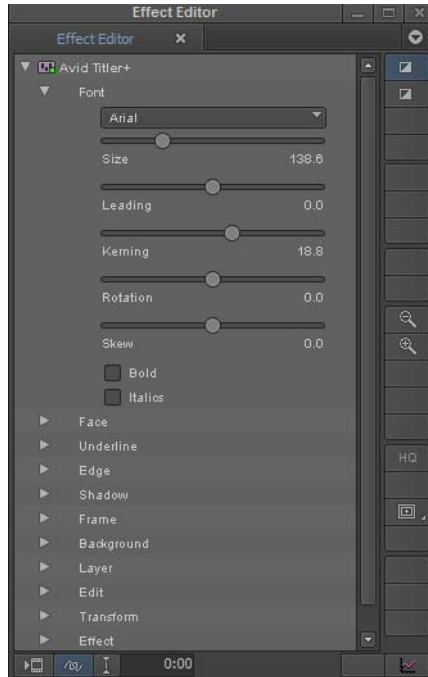 Effect Editor
Effect Editor
Avid Titler+
Font
Arial
Size 138.6
Leading 0.0
Kerning 18.8
Rotation 0.0
Skew 0.0
Bold
Italics
Face
Underline
Edge
Shadow
Frame
Background
Layer
Edit
Transform
Effect
HQ
0:00